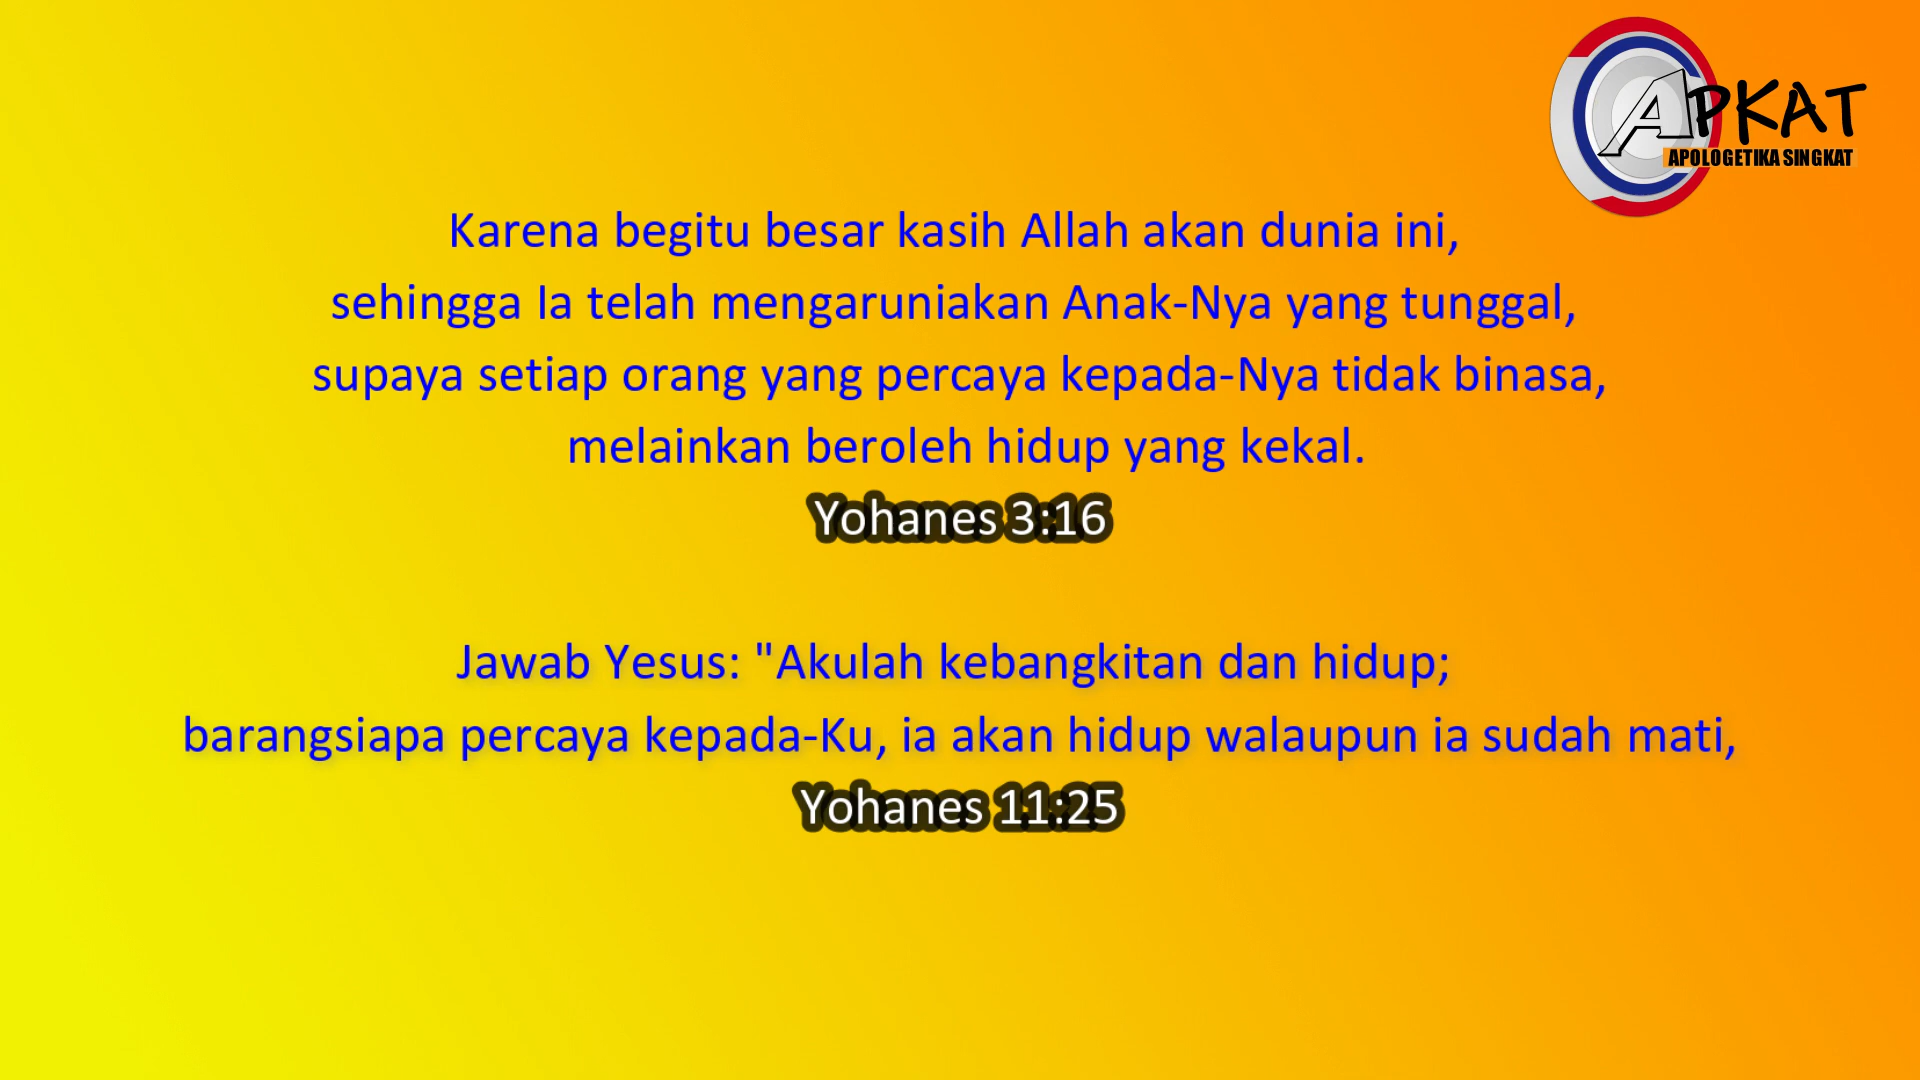 APKAT
APOLOGETIKA SINGKAT
Karena begitu besar kasih Allah akan dunia ini,
sehingga Ia telah mengaruniakan Anak-Nya yang tunggal,
supaya setiap orang yang percaya kepada-Nya tidak binasa,
melainkan beroleh hidup yang kekal.
Yohanes 3:16
Jawab Yesus: "Akulah kebangkitan dan hidup;
barangsiapa percaya kepada-Ku, ia akan hidup walaupun ia sudah mati,
Yohanes 11:25